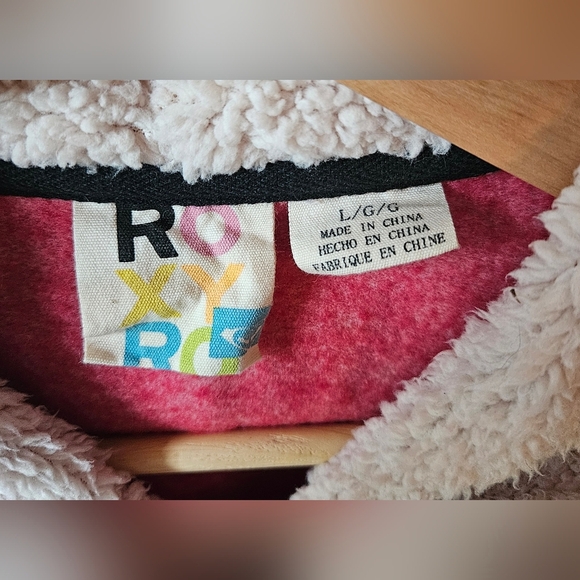 RO
XY
RO
L/G/G
MADE IN CHINA
HECHO EN CHINA
FABRIQUE EN CHINE